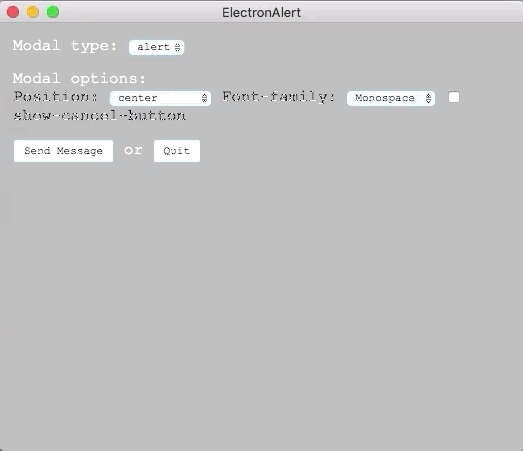 ElectronAlert
Modal type: alert
Modal options:
Position: center Font-family: Monospace
show-cancel-button
Send Message or Quit